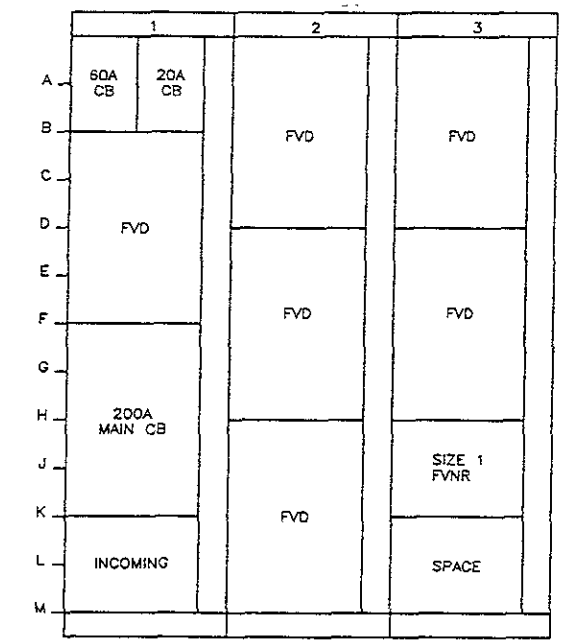 1 2 3
A
B
C
D
E
F
G
H
J
K
L
M
60A 20A
CB CB
FVD
200A
MAIN CB
INCOMING
FVD
FVD
FVD
FVD
FVD
SIZE 1
FVNR
SPACE